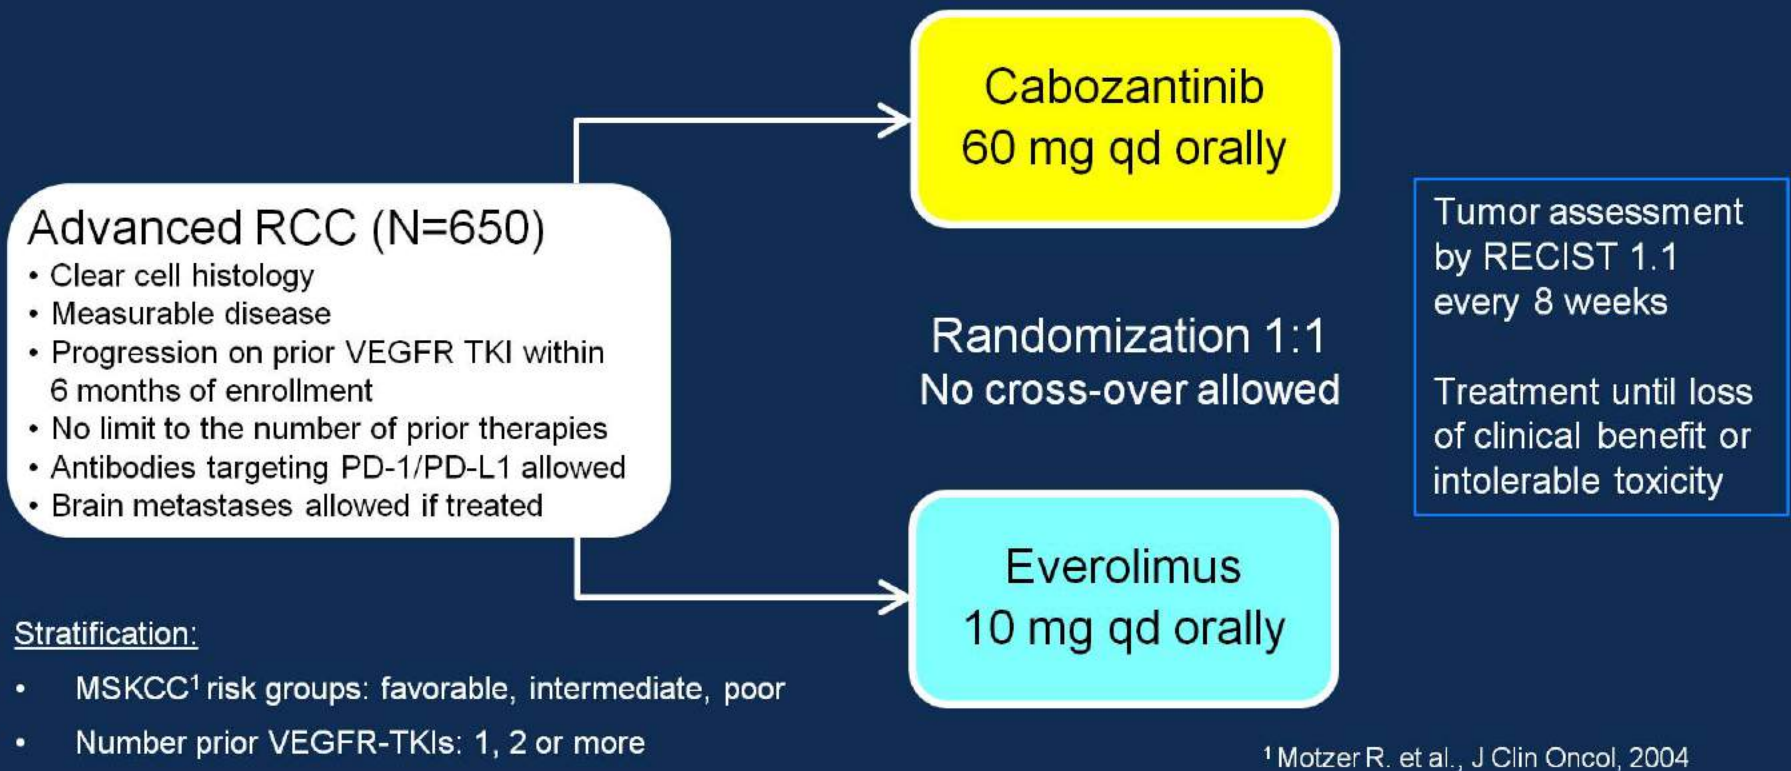 Advanced RCC (N=650)
• Clear cell histology
• Measurable disease
• Progression on prior VEGFR TKI within
6 months of enrollment
• No limit to the number of prior therapies
• Antibodies targeting PD-1/PD-L1 allowed
• Brain metastases allowed if treated
Cabozantinib
60 mg qd orally
Randomization 1:1
No cross-over allowed
Everolimus
10 mg qd orally
Tumor assessment
by RECIST 1.1
every 8 weeks
Treatment until loss
of clinical benefit or
intolerable toxicity
Stratification:
• MSKCC¹ risk groups: favorable, intermediate, poor
• Number prior VEGFR-TKIs: 1, 2 or more
¹ Motzer R. et al., J Clin Oncol, 2004